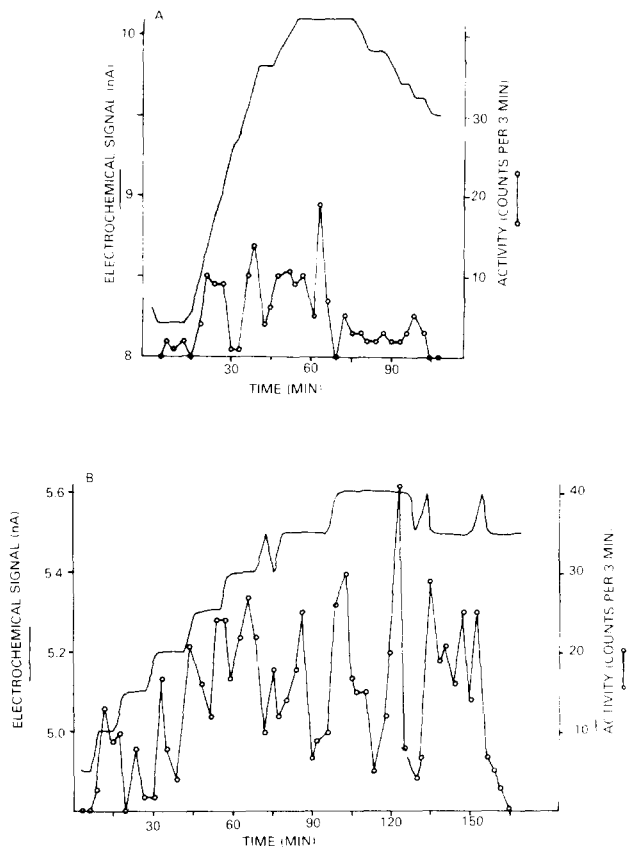 A
10
9
8
ELECTROCHEMICAL SIGNAL (nA)
30
20
10
ACTIVITY (COUNTS PER 3 MIN)
30 60 90
TIME (MIN)
B
5.6
5.4
5.2
5.0
ELECTROCHEMICAL SIGNAL (nA)
40
30
20
10
ACTIVITY (COUNTS PER 3 MIN.
30 60 90 120 150
TIME (MIN)